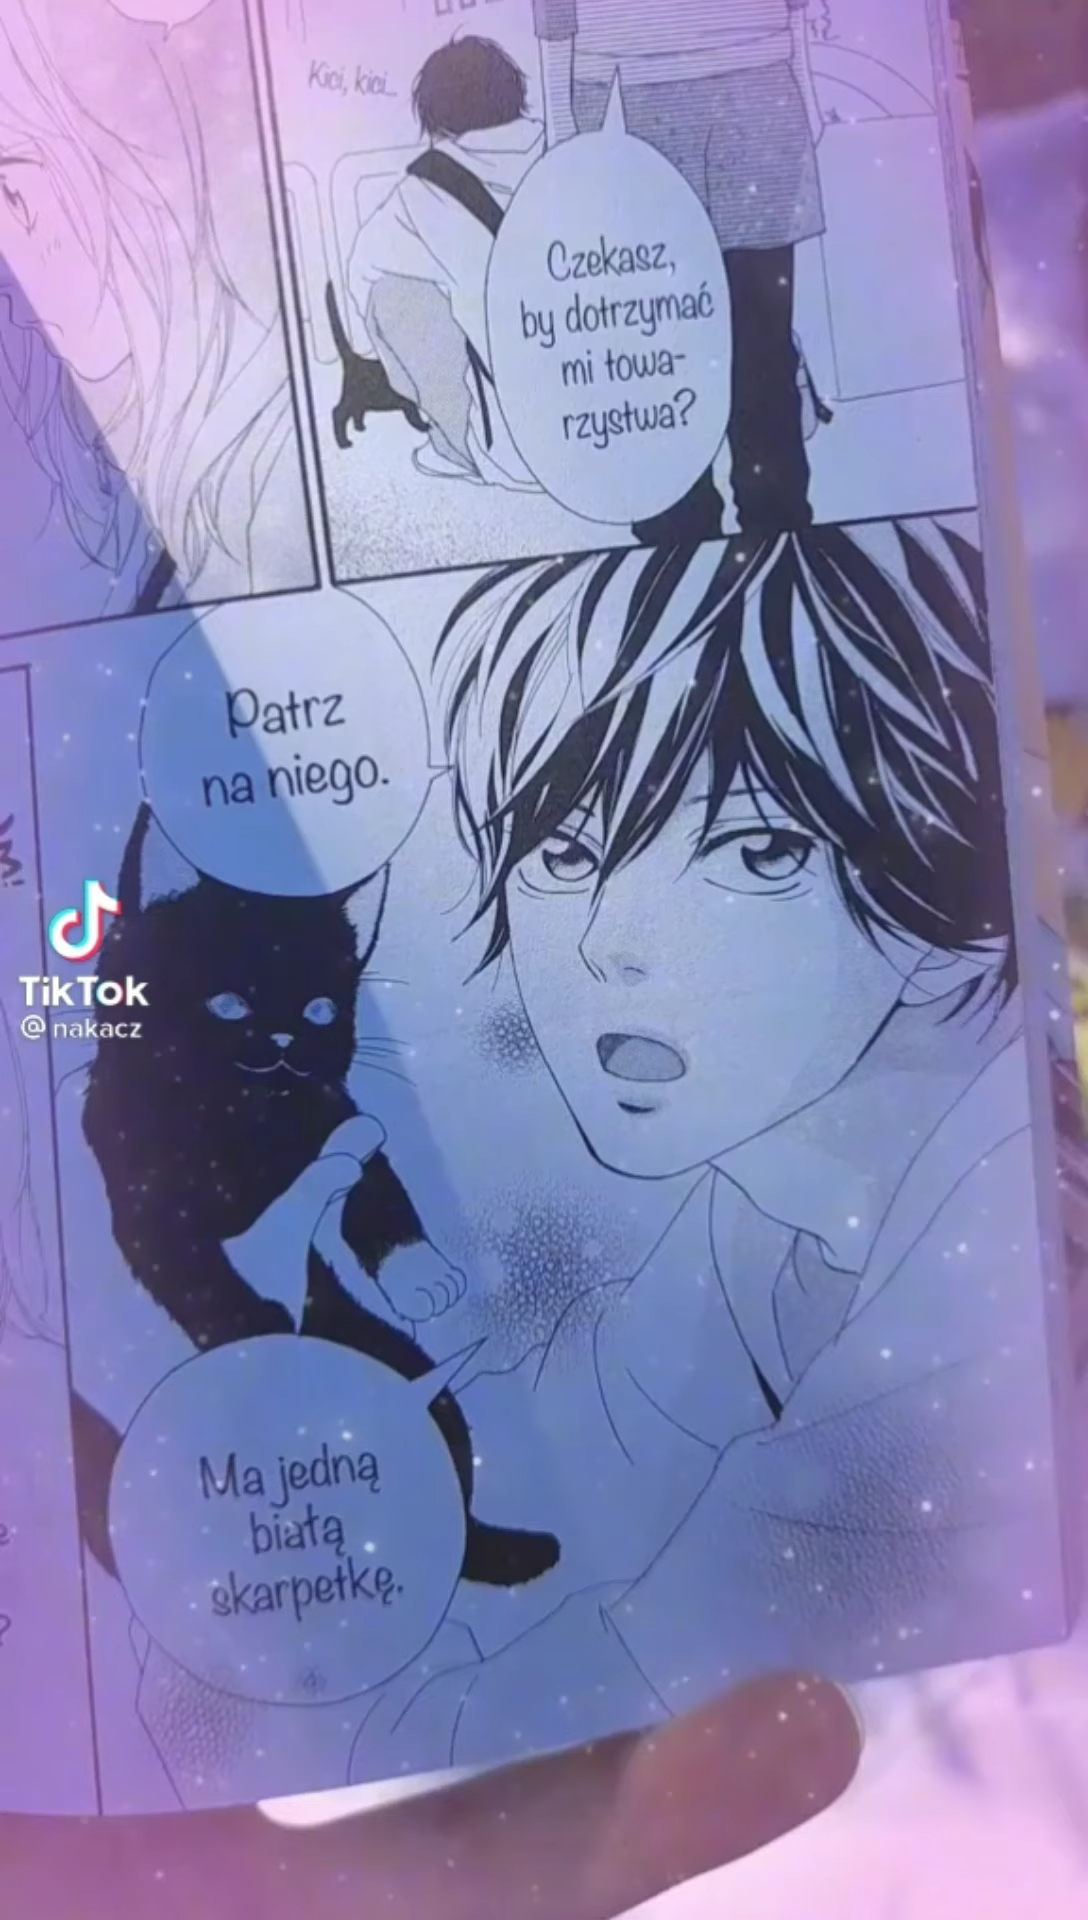 Kici, kici...
Czekasz,
by dotrzymać
mi towa-
rzystwa?
Patrz
na niego.
TikTok
@nakacz
Ma jedną
białą
skarpetkę.
?